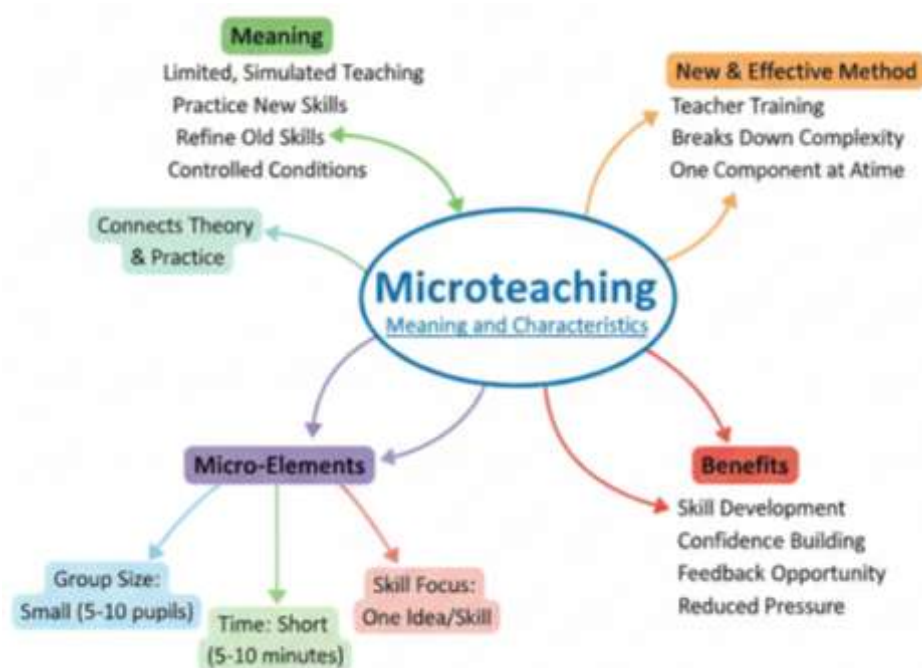 Meaning
Limited, Simulated Teaching
Practice New Skills
Refine Old Skills
Controlled Conditions
New & Effective Method
Teacher Training
Breaks Down Complexity
One Component at Atime
Connects Theory
& Practice
Microteaching
Meaning and Characteristics
Micro-Elements
Group Size:
Small (5-10 pupils)
Time: Short
(5-10 minutes)
Skill Focus:
One Idea/Skill
Benefits
Skill Development
Confidence Building
Feedback Opportunity
Reduced Pressure